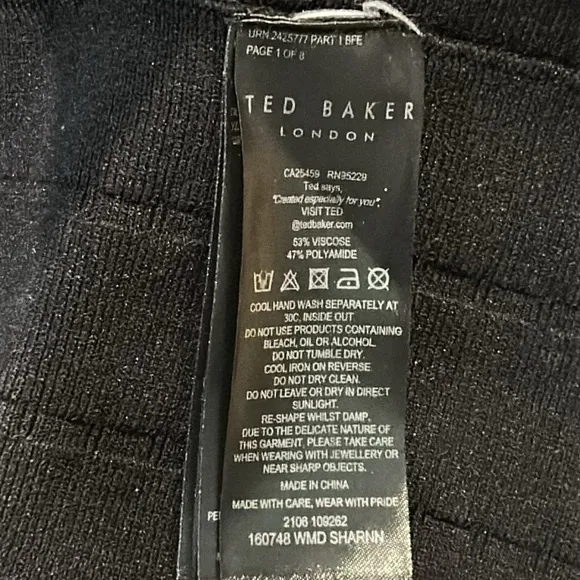 URN 2425777 PART I BFE
PAGE 1 OF 8
TED BAKER
LONDON
CA25459 RN95229
Ted says,
"Created especially for you".
VISIT TED
@tedbaker.com
53% VISCOSE
47% POLYAMIDE
COOL HAND WASH SEPARATELY AT
30C, INSIDE OUT.
DO NOT USE PRODUCTS CONTAINING
BLEACH, OIL OR ALCOHOL.
DO NOT TUMBLE DRY.
COOL IRON ON REVERSE.
DO NOT DRY CLEAN.
DO NOT LEAVE OR DRY IN DIRECT
SUNLIGHT.
RE-SHAPE WHILST DAMP.
DUE TO THE DELICATE NATURE OF
THIS GARMENT, PLEASE TAKE CARE
WHEN WEARING WITH JEWELLERY OR
NEAR SHARP OBJECTS.
MADE IN CHINA
MADE WITH CARE, WEAR WITH PRIDE
PE
2106 109262
160748 WMD SHARNN